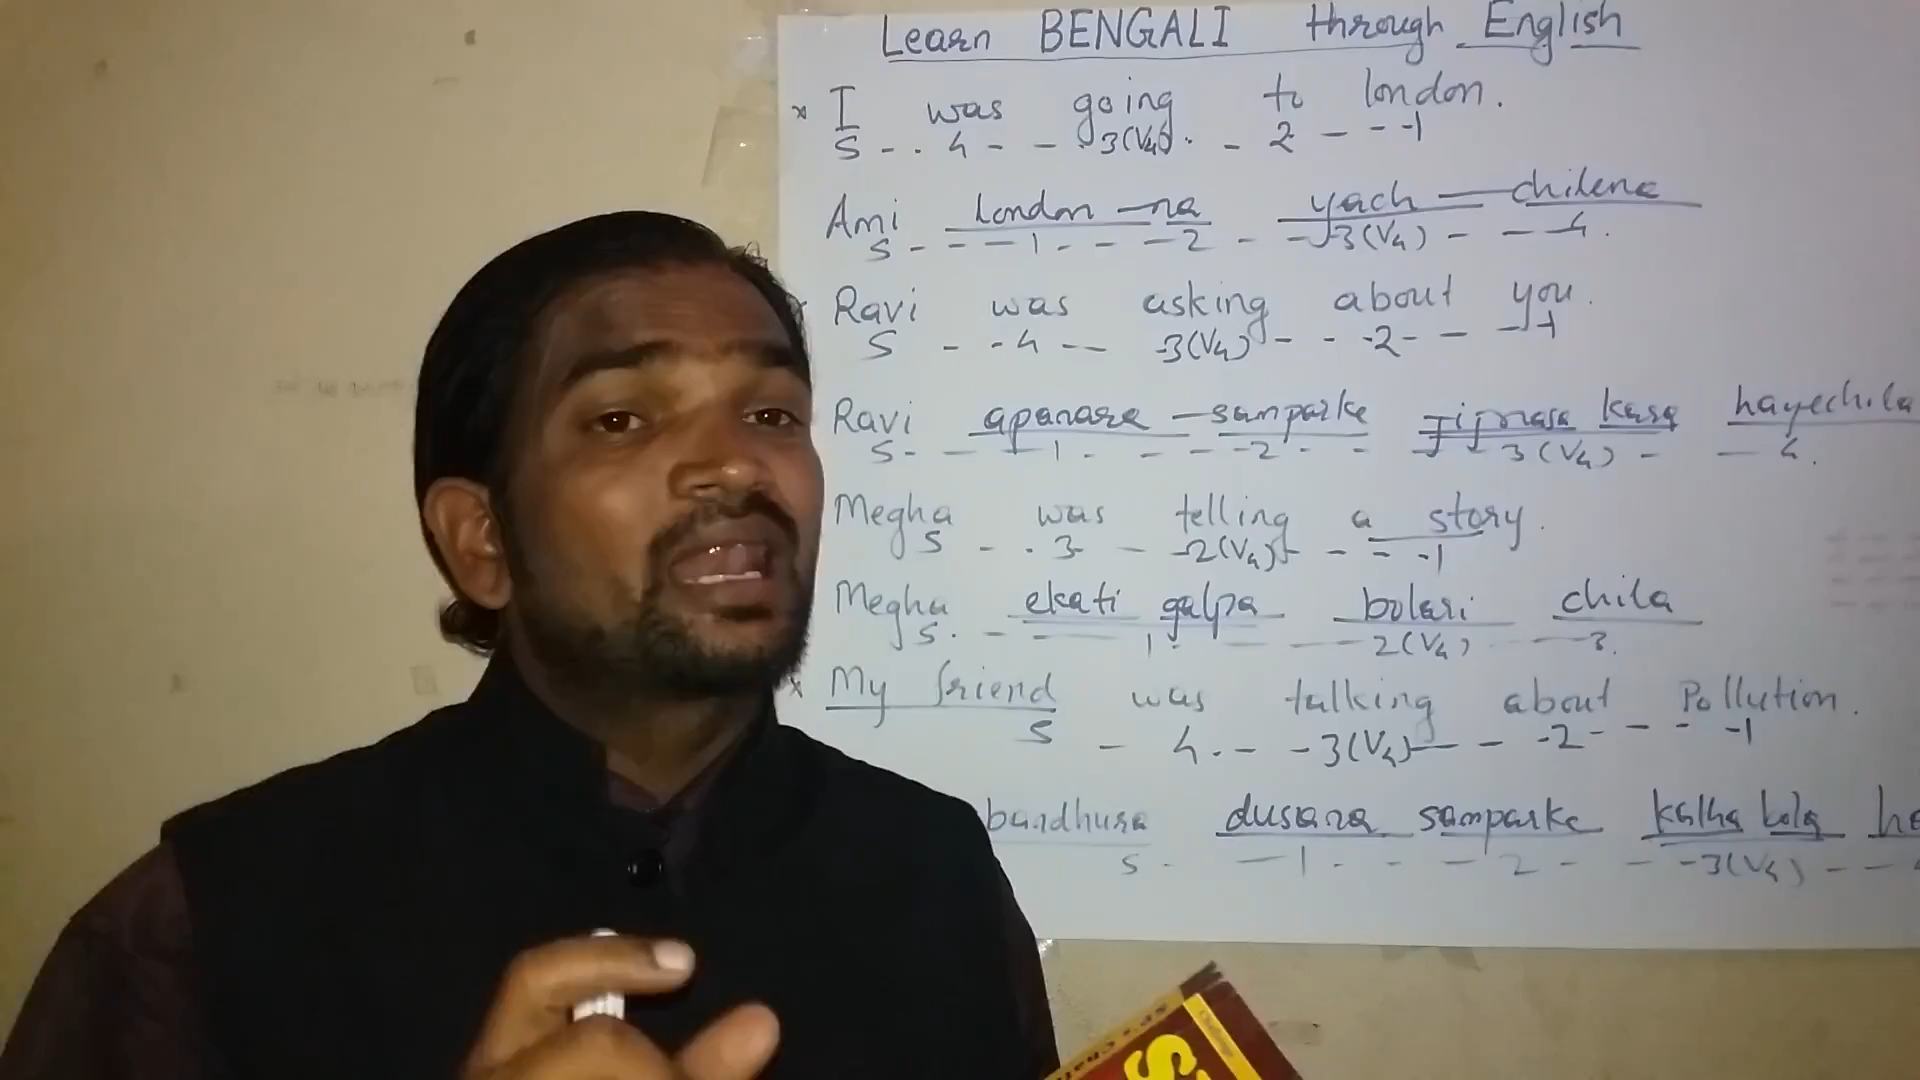 Learn BENGALI through English
* I was going to london.
S - . 4 - - . 3(V4) . - 2 - - -1
Ami london -na yach - chilena
S - - - 1 - - - 2 - - 3(V4) - - - 4.
Ravi was asking about you.
S - - 4 - - 3(V4) - - - 2 - - - 1
Ravi apanara - samparke jijnasa kara hayechila
S - - - 1 . - - - 2 - - 3(V4) - - 4.
Megha was telling a story.
S - . 3 - - 2(V4) - - - -1
Megha ekati galpa bolari chila
S . - - 1 . - - 2(V4) - 3.
* My friend was talking about Pollution.
S - 4 . - - 3(V4) - - - 2 - - - -1
bandhura dusana samparke katha bola
S - - 1 . - - 2 - - - 3(V4) - -